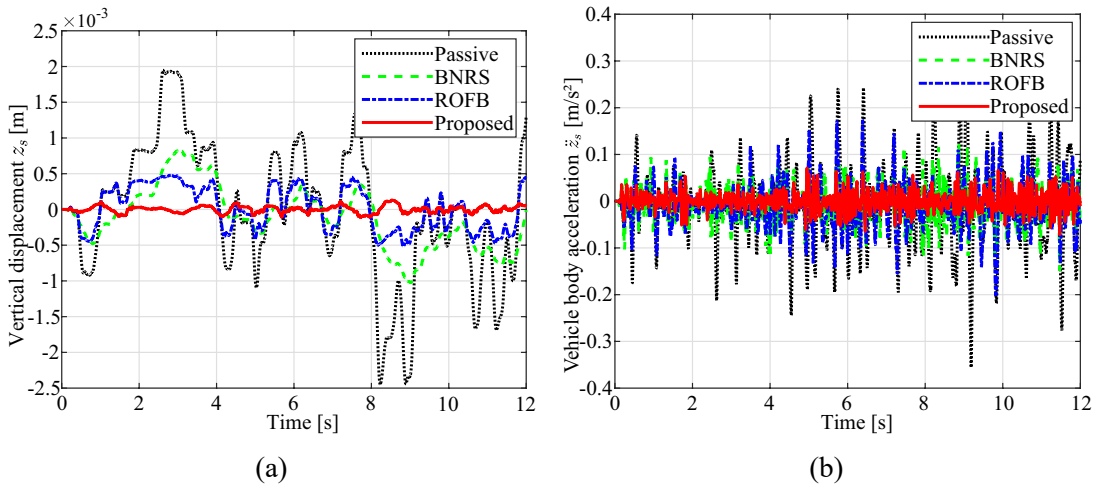 ×10⁻³
2.5
2
1.5
1
0.5
0
-0.5
-1
-1.5
-2
-2.5
Vertical displacement zₛ [m]
0 2 4 6 8 10 12
Time [s]
Passive
BNRS
ROFB
Proposed
(a)
0.4
0.3
0.2
0.1
0
-0.1
-0.2
-0.3
-0.4
Vehicle body acceleration z̈ₛ [m/s²]
0 2 4 6 8 10 12
Time [s]
Passive
BNRS
ROFB
Proposed
(b)